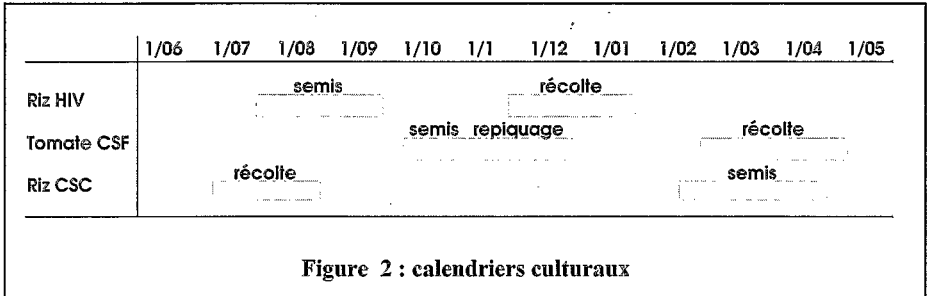 1/06 1/07 1/08 1/09 1/10 1/1 1/12 1/01 1/02 1/03 1/04 1/05
semis récolte
Riz HIV
semis repiquage récolte
Tomate CSF
récolte semis
Riz CSC
Figure 2 : calendriers culturaux